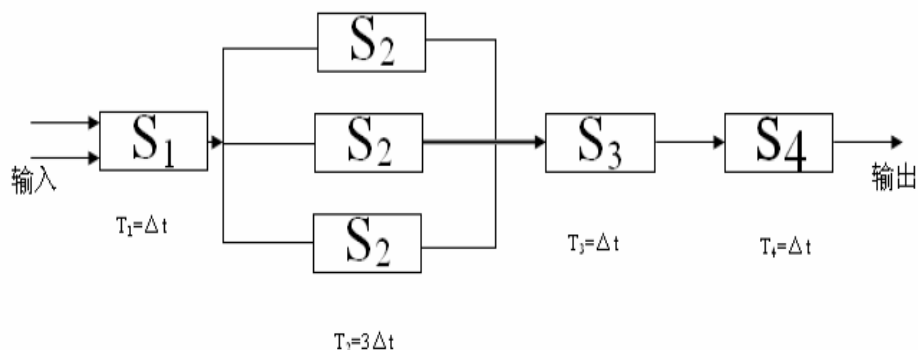 S₂
S₁
S₂
S₃
S₄
输入
输出
S₂
T₁=Δt
T₃=Δt
T₄=Δt
T₂=3Δt